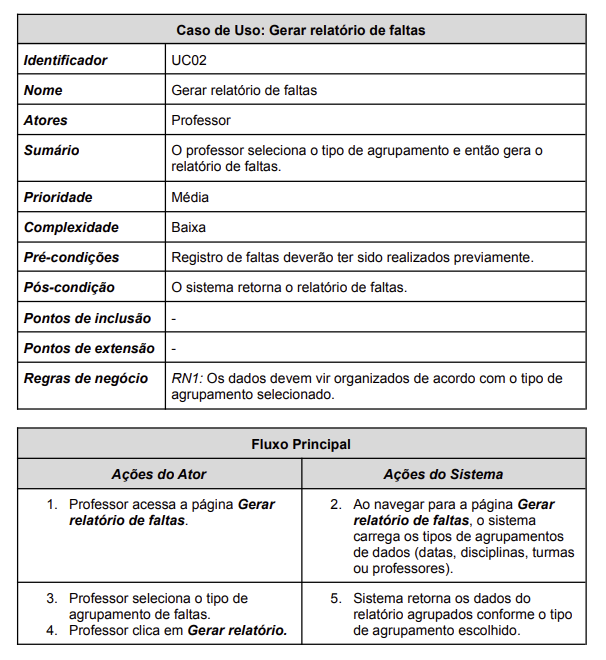 Caso de Uso: Gerar relatório de faltas
Identificador UC02
Nome Gerar relatório de faltas
Atores Professor
Sumário O professor seleciona o tipo de agrupamento e então gera o
relatório de faltas.
Prioridade Média
Complexidade Baixa
Pré-condições Registro de faltas deverão ter sido realizados previamente.
Pós-condição O sistema retorna o relatório de faltas.
Pontos de inclusão -
Pontos de extensão -
Regras de negócio RN1: Os dados devem vir organizados de acordo com o tipo de
agrupamento selecionado.
Fluxo Principal
Ações do Ator Ações do Sistema
1. Professor acessa a página Gerar
relatório de faltas.
2. Ao navegar para a página Gerar
relatório de faltas, o sistema
carrega os tipos de agrupamentos
de dados (datas, disciplinas, turmas
ou professores).
3. Professor seleciona o tipo de
agrupamento de faltas.
4. Professor clica em Gerar relatório.
5. Sistema retorna os dados do
relatório agrupados conforme o tipo
de agrupamento escolhido.